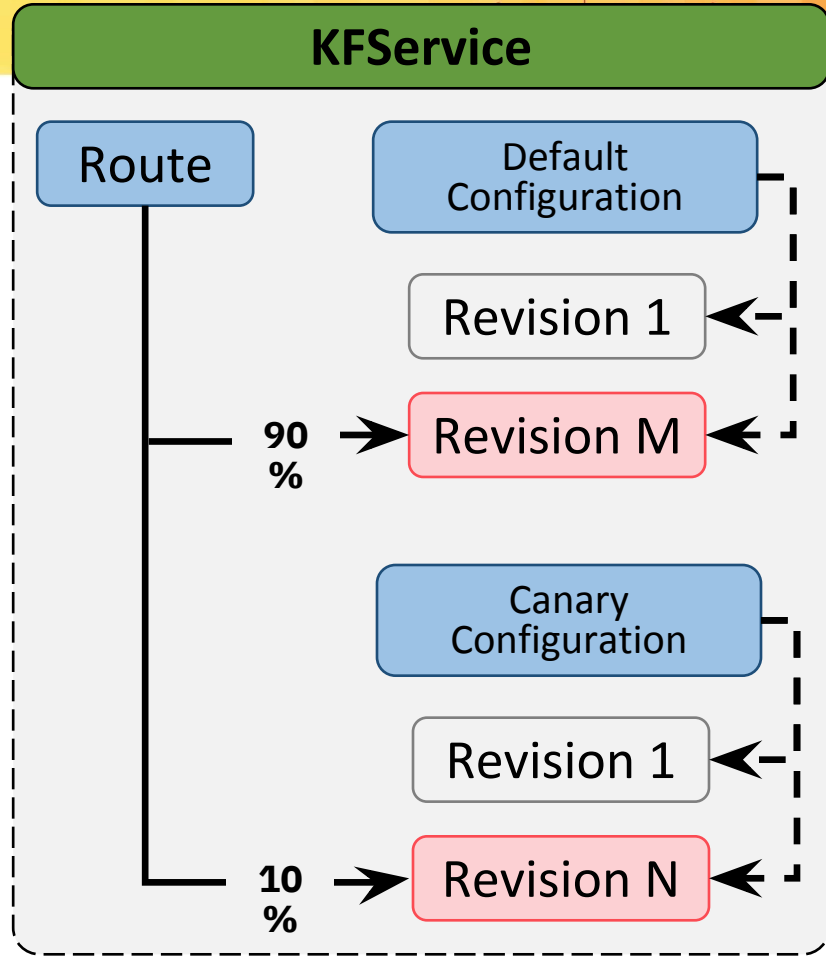 KFService
Route
Default
Configuration
Revision 1
90
%
Revision M
Canary
Configuration
Revision 1
10
%
Revision N